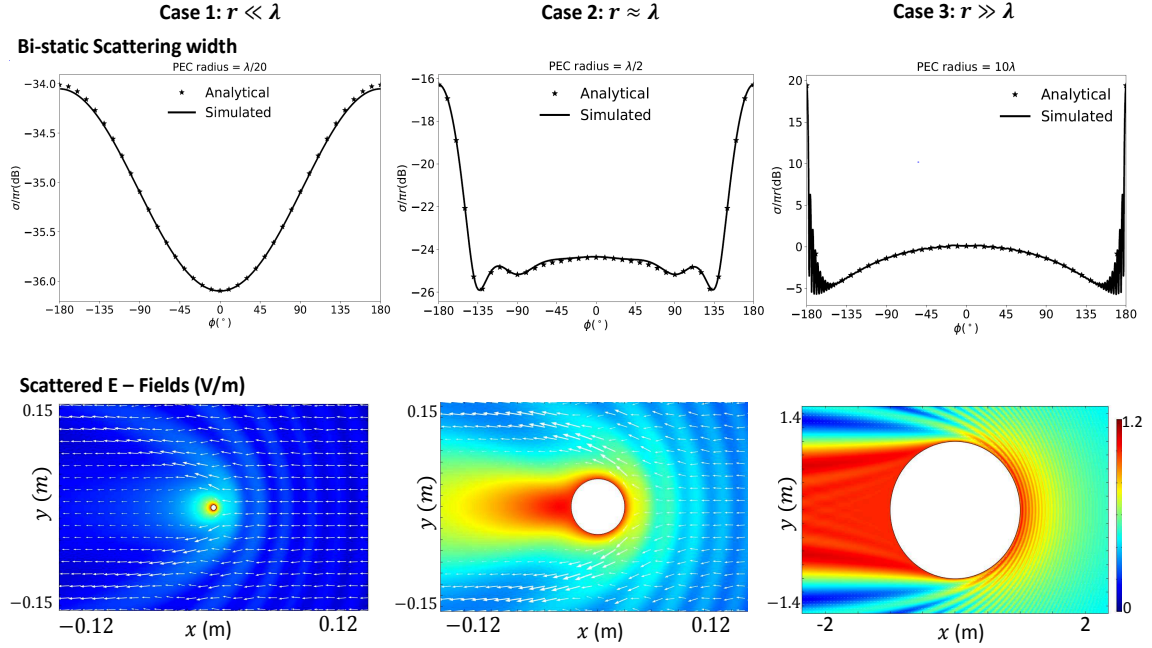 Case 1: r ≪ λ
Case 2: r ≈ λ
Case 3: r ≫ λ
Bi-static Scattering width
PEC radius = λ/20
−34.0
−34.5
−35.0
−35.5
−36.0
σ/πr(dB)
Analytical
Simulated
−180 −135 −90 −45 0 45 90 135 180
ϕ(°)
PEC radius = λ/2
−16
−18
−20
−22
−24
−26
σ/πr(dB)
Analytical
Simulated
−180 −135 −90 −45 0 45 90 135 180
ϕ(°)
PEC radius = 10λ
20
15
10
5
0
−5
σ/πr(dB)
Analytical
Simulated
−180 −135 −90 −45 0 45 90 135 180
ϕ(°)
Scattered E – Fields (V/m)
0.15
y (m)
−0.15
−0.12 x (m) 0.12
0.15
y (m)
−0.15
−0.12 x (m) 0.12
1.4
y (m)
−1.4
-2 x (m) 2
1.2
0